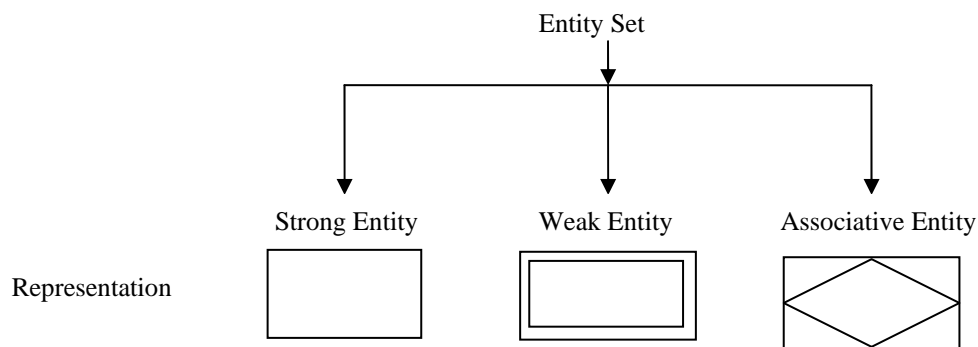 Entity Set
Strong Entity
Weak Entity
Associative Entity
Representation